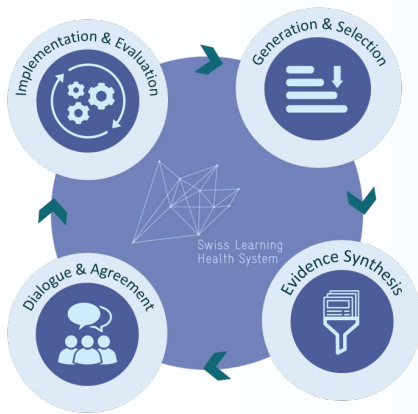 Implementation & Evaluation
Generation & Selection
Swiss Learning
Health System
Dialogue & Agreement
Evidence Synthesis